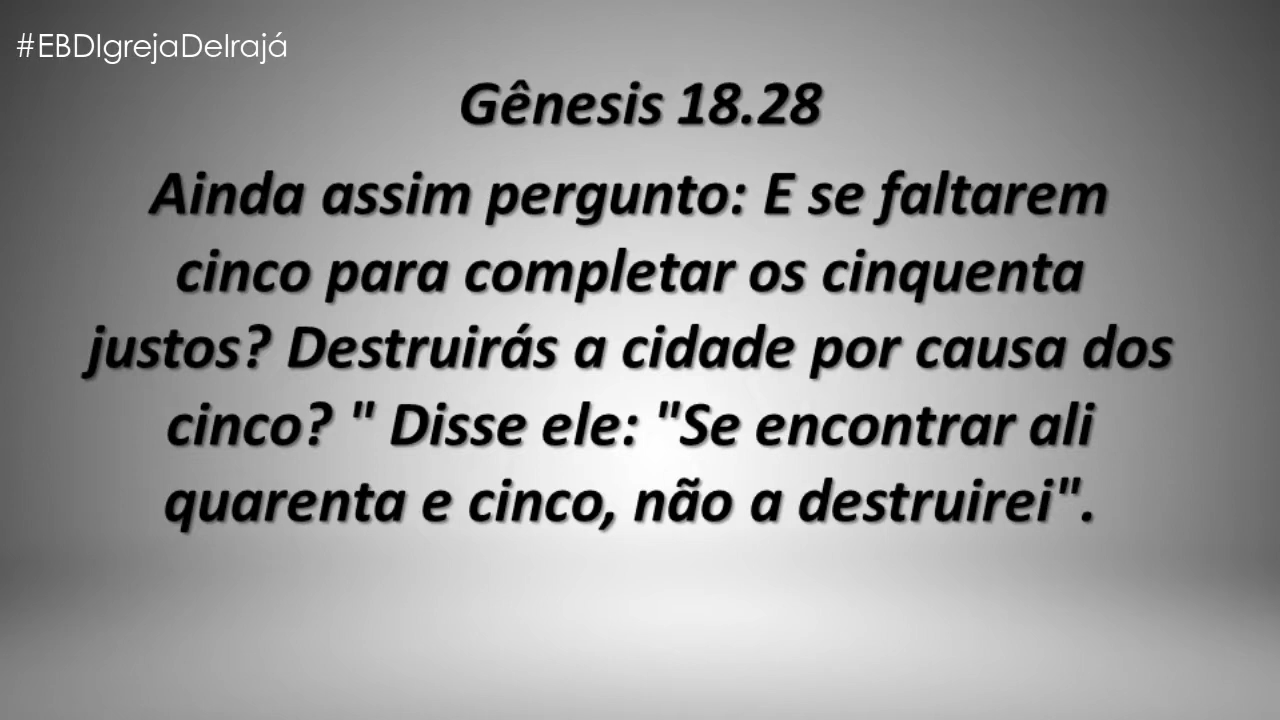 #EBDIgrejaDeIrajá
Gênesis 18.28
Ainda assim pergunto: E se faltarem
cinco para completar os cinquenta
justos? Destruirás a cidade por causa dos
cinco? " Disse ele: "Se encontrar ali
quarenta e cinco, não a destruirei".